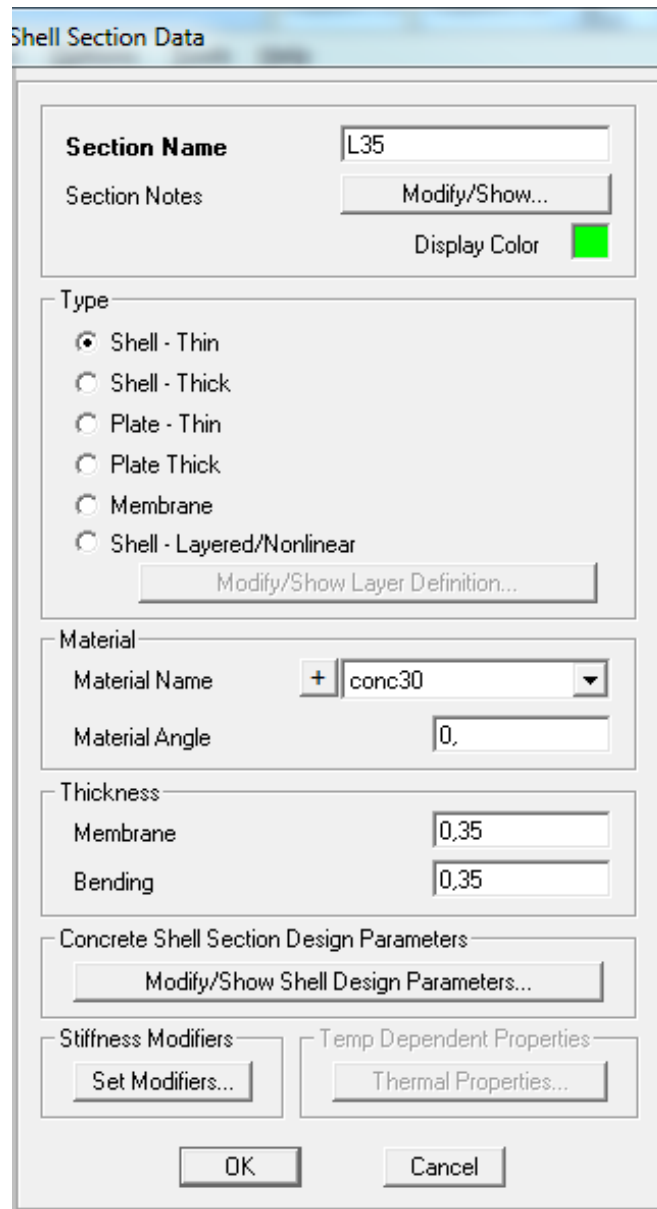 Shell Section Data
Section Name L35
Section Notes Modify/Show...
Display Color
Type
Shell - Thin
Shell - Thick
Plate - Thin
Plate Thick
Membrane
Shell - Layered/Nonlinear
Modify/Show Layer Definition...
Material
Material Name + conc30
Material Angle 0,
Thickness
Membrane 0,35
Bending 0,35
Concrete Shell Section Design Parameters
Modify/Show Shell Design Parameters...
Stiffness Modifiers Temp Dependent Properties
Set Modifiers... Thermal Properties...
OK Cancel